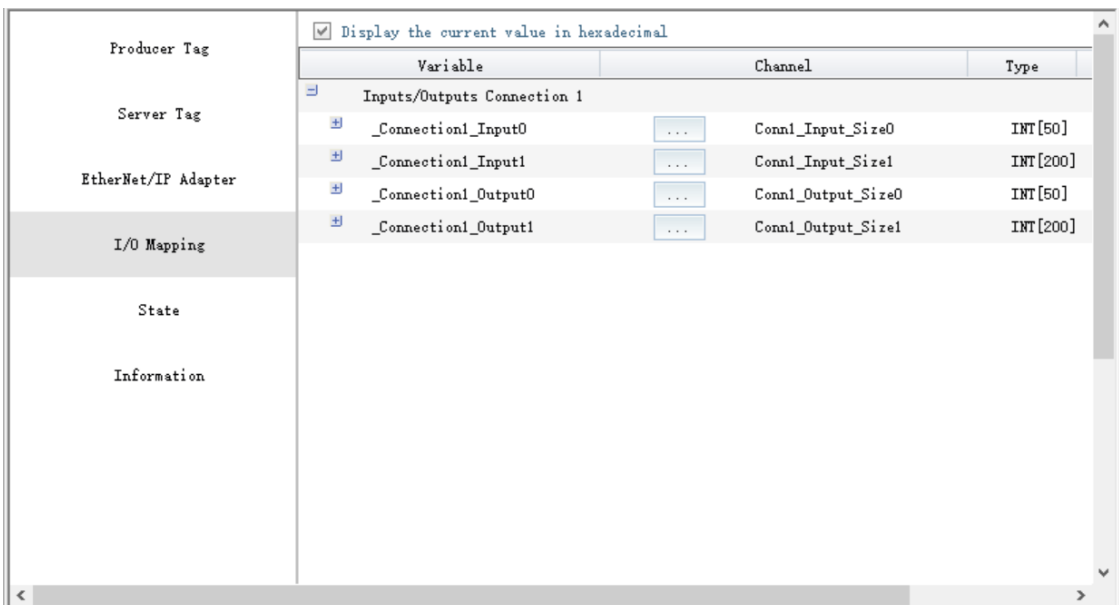 Producer Tag
Server Tag
EtherNet/IP Adapter
I/O Mapping
State
Information
Display the current value in hexadecimal
Variable Channel Type
Inputs/Outputs Connection 1
_Connection1_Input0 ... Conn1_Input_Size0 INT[50]
_Connection1_Input1 ... Conn1_Input_Size1 INT[200]
_Connection1_Output0 ... Conn1_Output_Size0 INT[50]
_Connection1_Output1 ... Conn1_Output_Size1 INT[200]